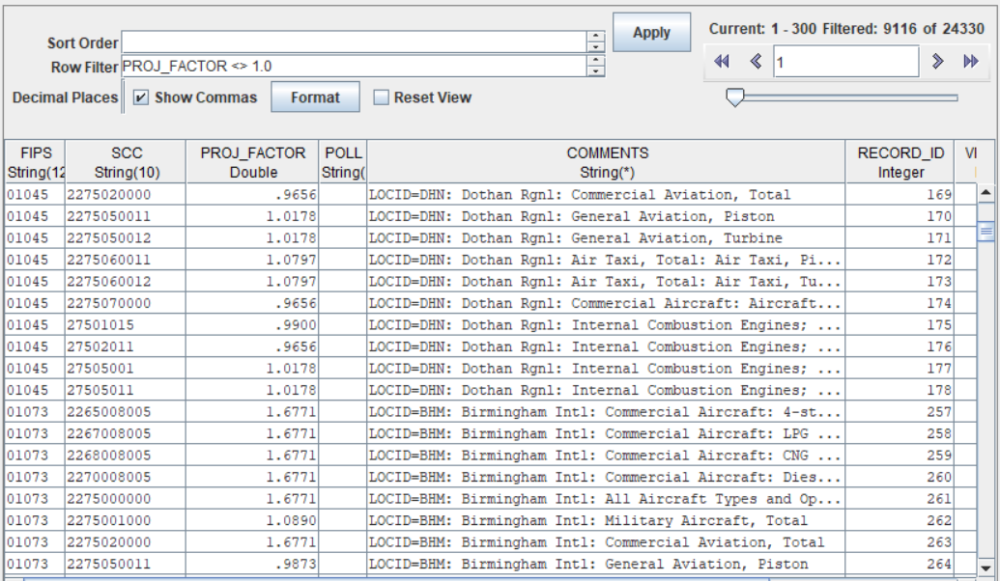 Sort Order
Apply
Current: 1 - 300 Filtered: 9116 of 24330
Row Filter PROJ_FACTOR <> 1.0
1
Decimal Places Show Commas Format Reset View
FIPS SCC PROJ_FACTOR POLL COMMENTS RECORD_ID
String(12 String(10) Double String( String(*) Integer
01045 2275020000 .9656 LOCID=DHN: Dothan Rgnl: Commercial Aviation, Total 169
01045 2275050011 1.0178 LOCID=DHN: Dothan Rgnl: General Aviation, Piston 170
01045 2275050012 1.0178 LOCID=DHN: Dothan Rgnl: General Aviation, Turbine 171
01045 2275060011 1.0797 LOCID=DHN: Dothan Rgnl: Air Taxi, Total: Air Taxi, Pi... 172
01045 2275060012 1.0797 LOCID=DHN: Dothan Rgnl: Air Taxi, Total: Air Taxi, Tu... 173
01045 2275070000 .9656 LOCID=DHN: Dothan Rgnl: Commercial Aircraft: Aircraft... 174
01045 27501015 .9900 LOCID=DHN: Dothan Rgnl: Internal Combustion Engines; ... 175
01045 27502011 .9656 LOCID=DHN: Dothan Rgnl: Internal Combustion Engines; ... 176
01045 27505001 1.0178 LOCID=DHN: Dothan Rgnl: Internal Combustion Engines; ... 177
01045 27505011 1.0178 LOCID=DHN: Dothan Rgnl: Internal Combustion Engines; ... 178
01073 2265008005 1.6771 LOCID=BHM: Birmingham Intl: Commercial Aircraft: 4-st... 257
01073 2267008005 1.6771 LOCID=BHM: Birmingham Intl: Commercial Aircraft: LPG ... 258
01073 2268008005 1.6771 LOCID=BHM: Birmingham Intl: Commercial Aircraft: CNG ... 259
01073 2270008005 1.6771 LOCID=BHM: Birmingham Intl: Commercial Aircraft: Dies... 260
01073 2275000000 1.6771 LOCID=BHM: Birmingham Intl: All Aircraft Types and Op... 261
01073 2275001000 1.0890 LOCID=BHM: Birmingham Intl: Military Aircraft, Total 262
01073 2275020000 1.6771 LOCID=BHM: Birmingham Intl: Commercial Aviation, Total 263
01073 2275050011 .9873 LOCID=BHM: Birmingham Intl: General Aviation, Piston 264